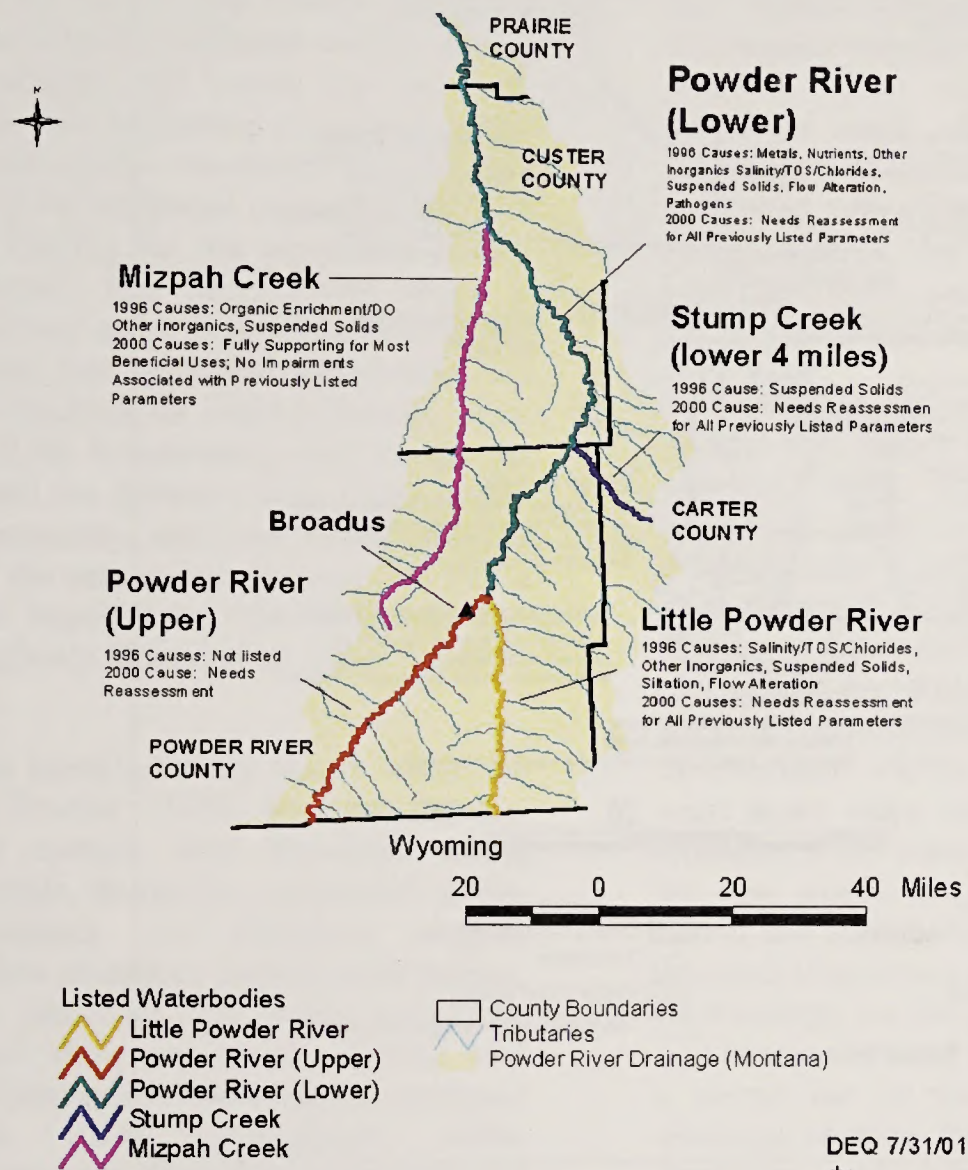 PRAIRIE
COUNTY
N
Powder River
(Lower)
1996 Causes: Metals, Nutrients, Other
Inorganics Salinity/TOS/Chlorides,
Suspended Solids, Flow Alteration,
Pathogens
2000 Causes: Needs Reassessment
for All Previously Listed Parameters
CUSTER
COUNTY
Mizpah Creek
1996 Causes: Organic Enrichment/DO
Other Inorganics, Suspended Solids
2000 Causes: Fully Supporting for Most
Beneficial Uses; No Impairments
Associated with Previously Listed
Parameters
Stump Creek
(lower 4 miles)
1996 Cause: Suspended Solids
2000 Cause: Needs Reassessmen
for All Previously Listed Parameters
CARTER
COUNTY
Broadus
Powder River
(Upper)
1996 Causes: Not listed
2000 Cause: Needs
Reassessment
Little Powder River
1996 Causes: Salinity/TOS/Chlorides,
Other Inorganics, Suspended Solids,
Siltation, Flow Alteration
2000 Causes: Needs Reassessment
for All Previously Listed Parameters
POWDER RIVER
COUNTY
Wyoming
20 0 20 40 Miles
Listed Waterbodies
Little Powder River
Powder River (Upper)
Powder River (Lower)
Stump Creek
Mizpah Creek
County Boundaries
Tributaries
Powder River Drainage (Montana)
DEQ 7/31/01